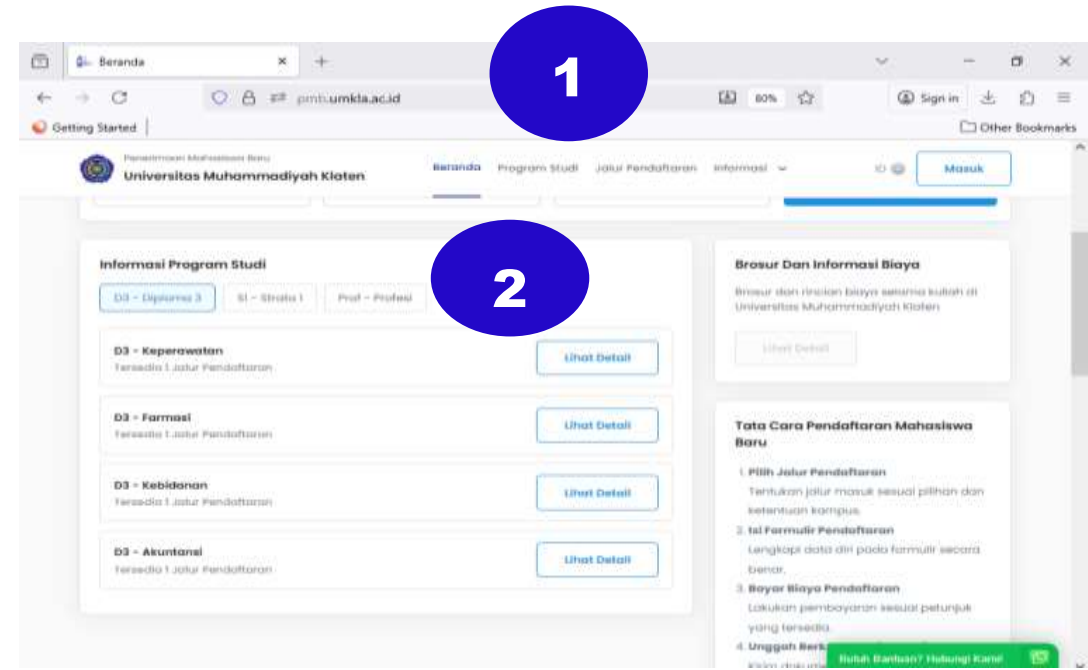 1
Beranda
pmb.umkla.ac.id
80%
Sign in
Getting Started
Other Bookmarks
Penerimaan Mahasiswa Baru
Universitas Muhammadiyah Klaten
Beranda Program Studi Jalur Pendaftaran Informasi
ID
Masuk
2
Informasi Program Studi
D3 - Diploma 3
S1 - Strata 1
Prof - Profesi
D3 - Keperawatan
Tersedia 1 Jalur Pendaftaran
Lihat Detail
D3 - Farmasi
Tersedia 1 Jalur Pendaftaran
Lihat Detail
D3 - Kebidanan
Tersedia 1 Jalur Pendaftaran
Lihat Detail
D3 - Akuntansi
Tersedia 1 Jalur Pendaftaran
Lihat Detail
Brosur Dan Informasi Biaya
Brosur dan rincian biaya selama kuliah di
Universitas Muhammadiyah Klaten
Lihat Detail
Tata Cara Pendaftaran Mahasiswa
Baru
1. Pilih Jalur Pendaftaran
Tentukan jalur masuk sesuai pilihan dan
ketentuan kampus.
2. Isi Formulir Pendaftaran
Lengkapi data diri pada formulir secara
benar.
3. Bayar Biaya Pendaftaran
Lakukan pembayaran sesuai petunjuk
yang tersedia.
4. Unggah
Butuh Bantuan? Hubungi Kami!